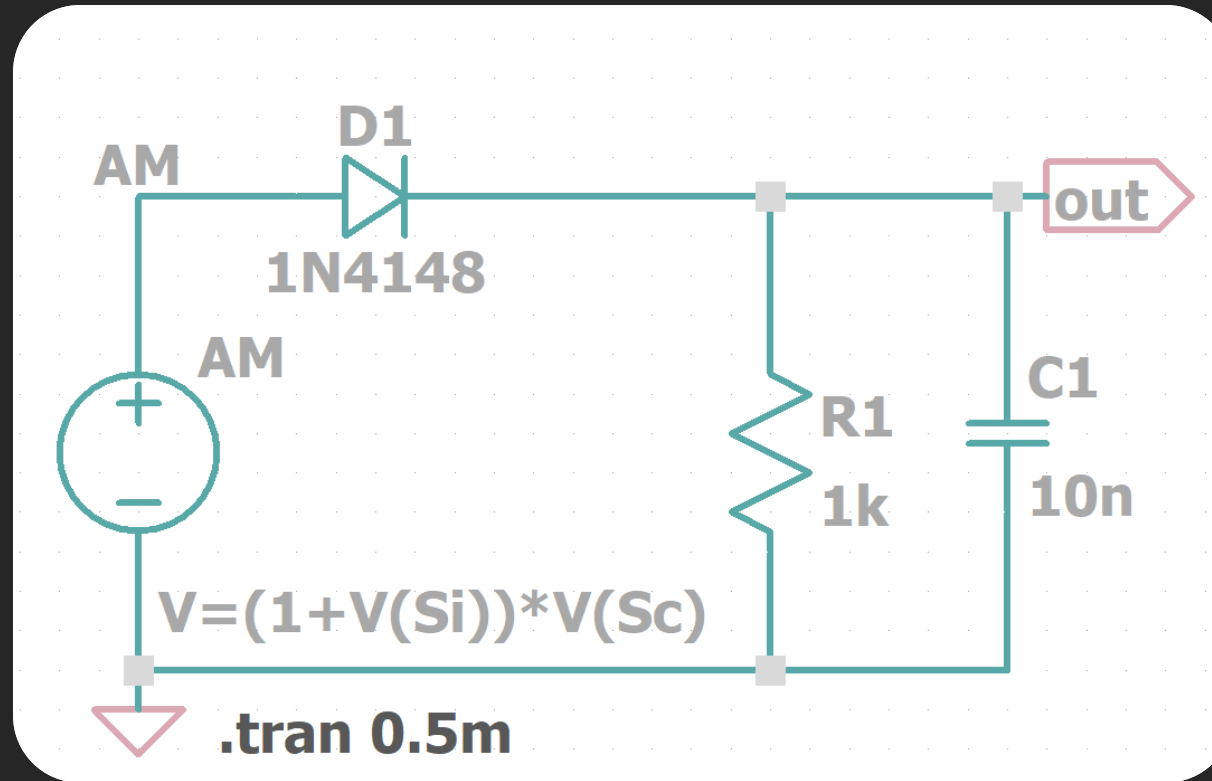 D1
AM
out
1N4148
AM
C1
R1
10n
1k
V=(1+V(Si))*V(Sc)
.tran 0.5m